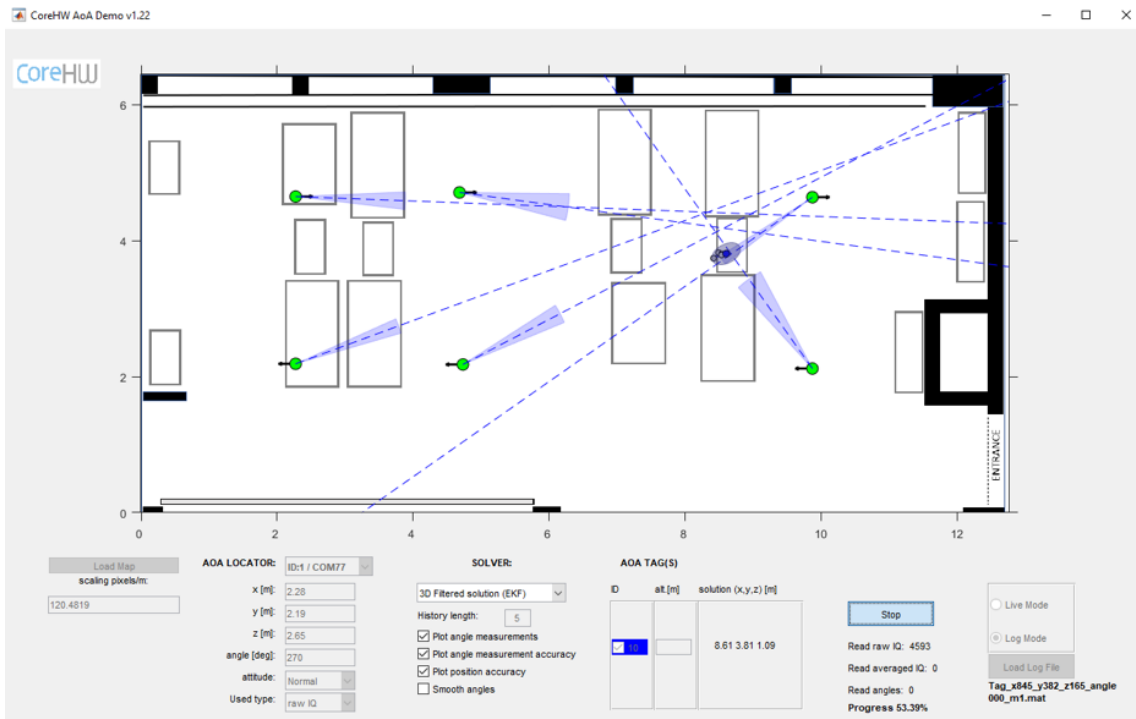 CoreHW AoA Demo v1.22
CoreHW
6
4
2
0
ENTRANCE
0 2 4 6 8 10 12
Load Map
scaling pixels/m:
120.4819
AOA LOCATOR: ID:1 / COM77
x [m]: 2.28
y [m]: 2.19
z [m]: 2.65
angle [deg]: 270
attitude: Normal
Used type: raw IQ
SOLVER:
3D Filtered solution (EKF)
History length: 5
Plot angle measurements
Plot angle measurement accuracy
Plot position accuracy
Smooth angles
AOA TAG(S)
ID alt.[m] solution (x,y,z) [m]
10 8.61 3.81 1.09
Stop
Read raw IQ: 4593
Read averaged IQ: 0
Read angles: 0
Progress 53.39%
Live Mode
Log Mode
Load Log File
Tag_x845_y382_z165_angle
000_m1.mat